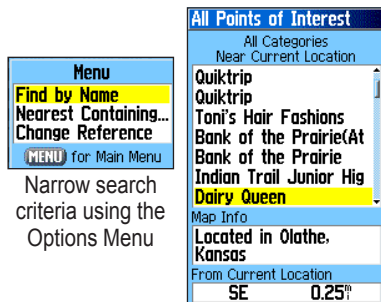 Menu
Find by Name
Nearest Containing...
Change Reference
MENU for Main Menu
Narrow search
criteria using the
Options Menu
All Points of Interest
All Categories
Near Current Location
Quiktrip
Quiktrip
Toni's Hair Fashions
Bank of the Prairie(At
Bank of the Prairie
Indian Trail Junior Hig
Dairy Queen
Map Info
Located in Olathe,
Kansas
From Current Location
SE 0.25mi